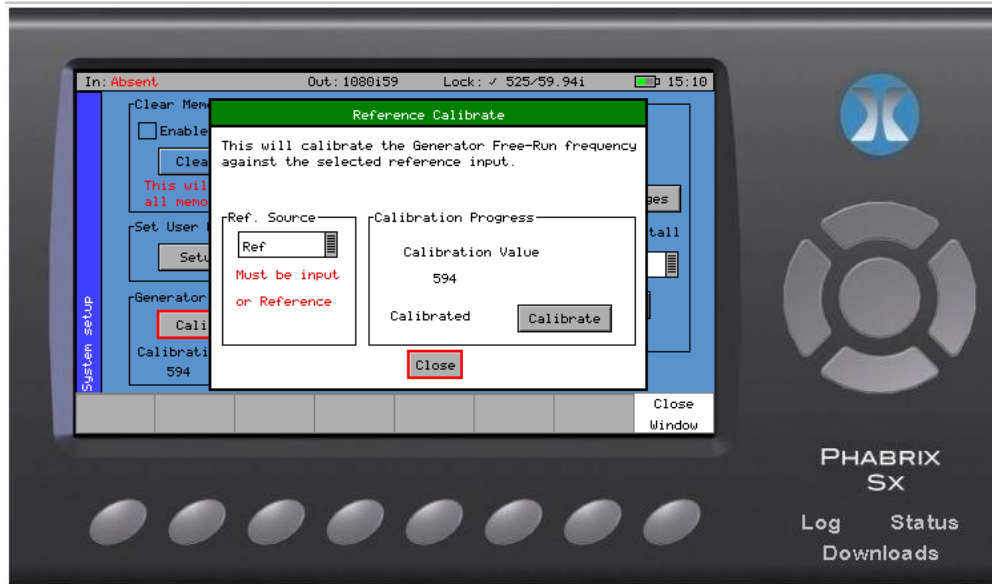 In: Absent Out: 1080i59 Lock: ✓ 525/59.94i 15:10
Clear Mem
Enable
Clea
This wil
all memo
Set User
Setu
Generator
Cali
Calibrati
594
System setup
Reference Calibrate
This will calibrate the Generator Free-Run frequency
against the selected reference input.
Ref. Source
Ref
Must be input
or Reference
Calibration Progress
Calibration Value
594
Calibrated Calibrate
Close
ges
tall
Close
Window
PHABRIX
SX
Log Status
Downloads